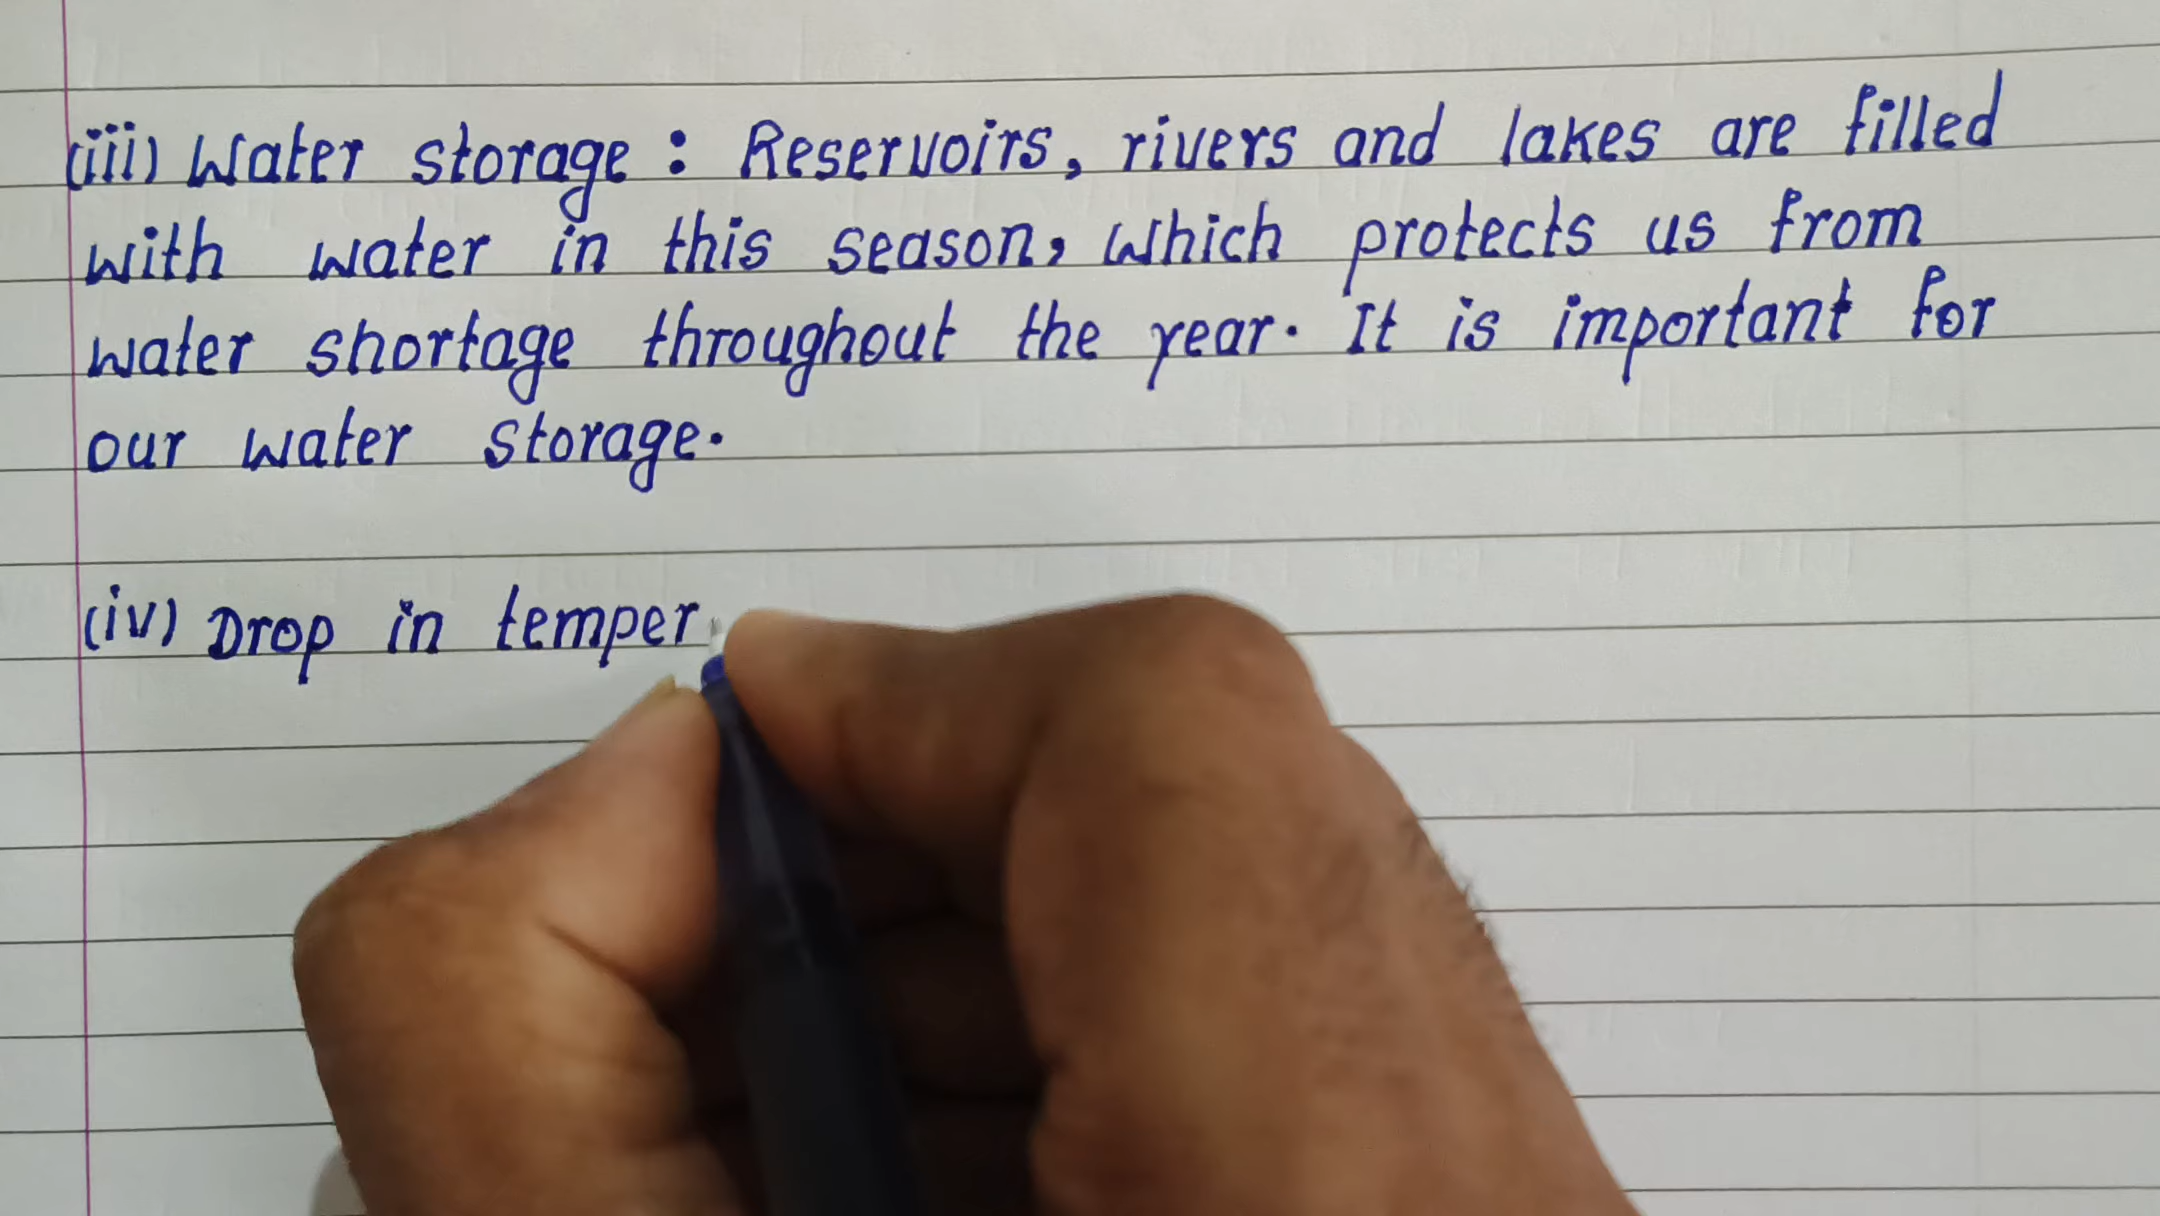 (iii) Water storage : Reservoirs, rivers and lakes are filled
with water in this season, which protects us from
water shortage throughout the year. It is important for
our water storage.
(iv) Drop in temper